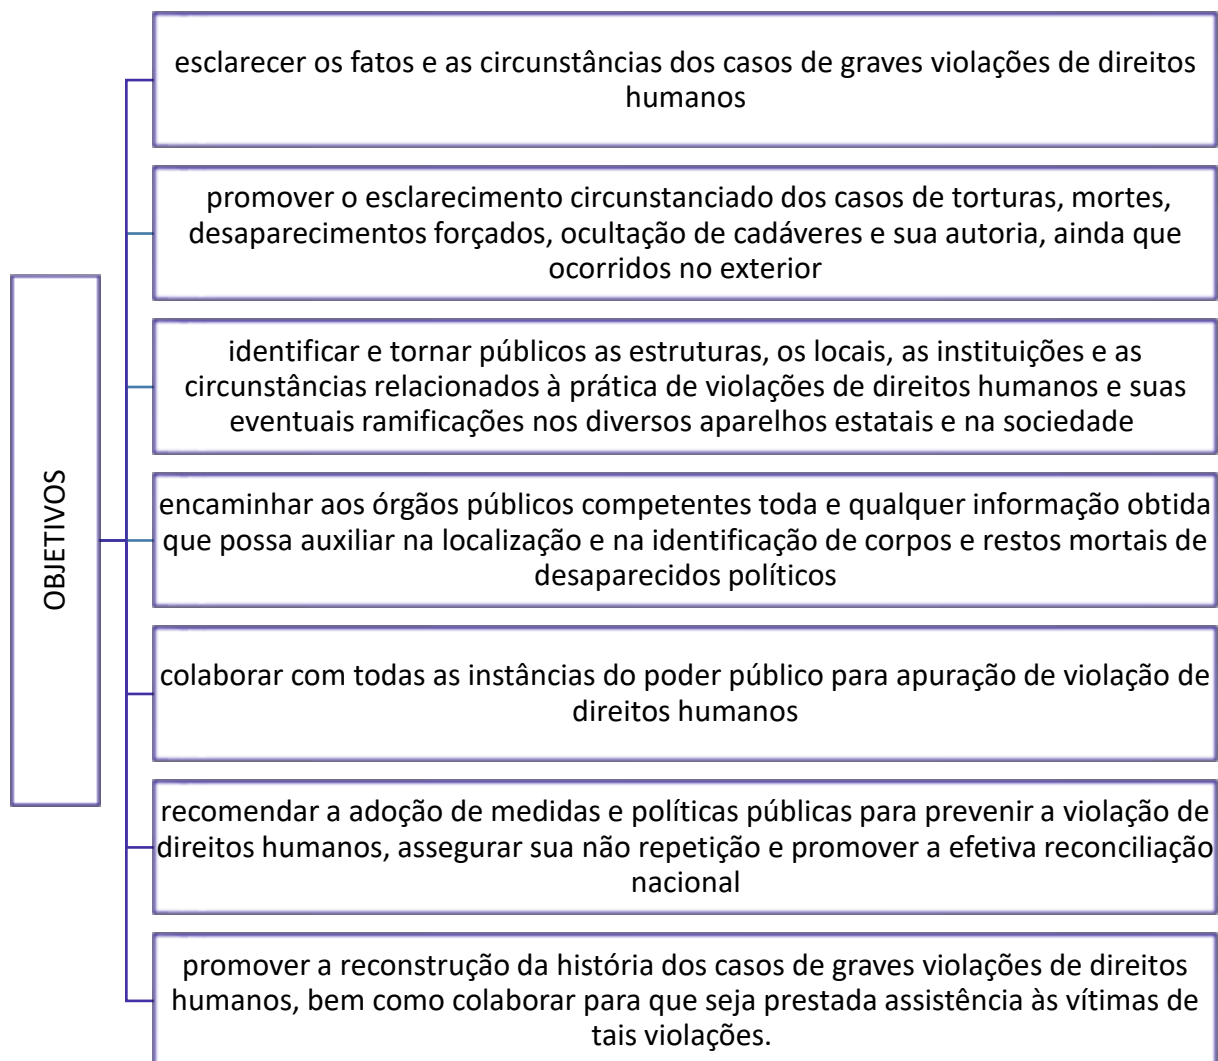 OBJETIVOS
esclarecer os fatos e as circunstâncias dos casos de graves violações de direitos
humanos
promover o esclarecimento circunstanciado dos casos de torturas, mortes,
desaparecimentos forçados, ocultação de cadáveres e sua autoria, ainda que
ocorridos no exterior
identificar e tornar públicos as estruturas, os locais, as instituições e as
circunstâncias relacionados à prática de violações de direitos humanos e suas
eventuais ramificações nos diversos aparelhos estatais e na sociedade
encaminhar aos órgãos públicos competentes toda e qualquer informação obtida
que possa auxiliar na localização e na identificação de corpos e restos mortais de
desaparecidos políticos
colaborar com todas as instâncias do poder público para apuração de violação de
direitos humanos
recomendar a adoção de medidas e políticas públicas para prevenir a violação de
direitos humanos, assegurar sua não repetição e promover a efetiva reconciliação
nacional
promover a reconstrução da história dos casos de graves violações de direitos
humanos, bem como colaborar para que seja prestada assistência às vítimas de
tais violações.